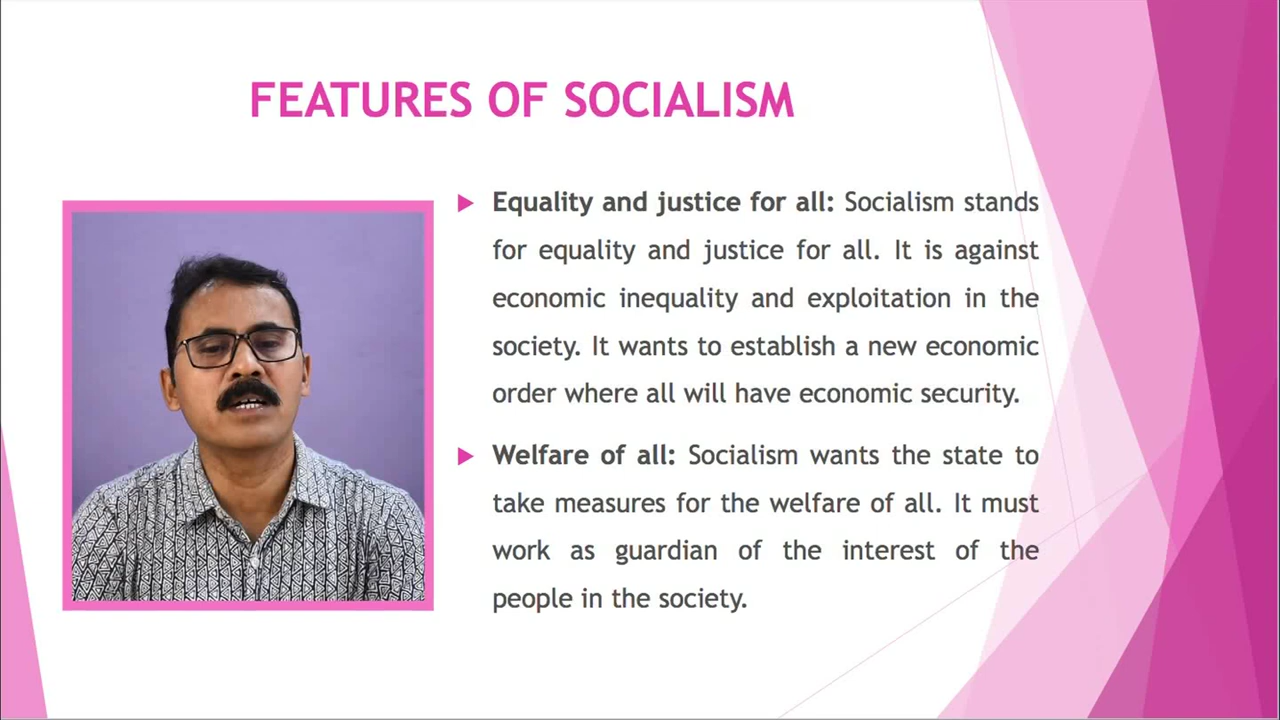 FEATURES OF SOCIALISM
Equality and justice for all: Socialism stands
for equality and justice for all. It is against
economic inequality and exploitation in the
society. It wants to establish a new economic
order where all will have economic security.
Welfare of all: Socialism wants the state to
take measures for the welfare of all. It must
work as guardian of the interest of the
people in the society.